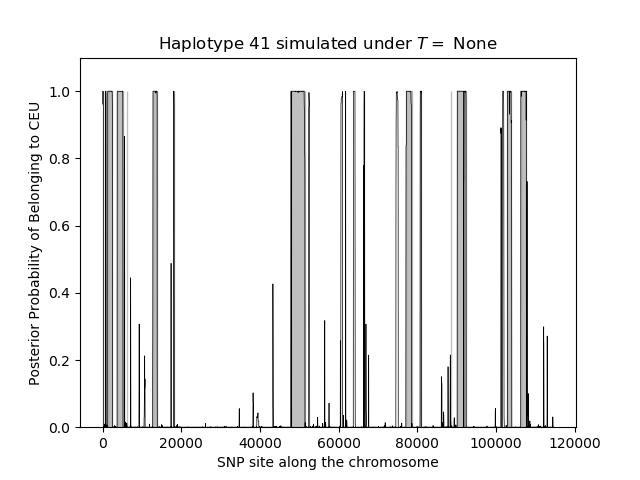 Haplotype 41 simulated under T = None
Posterior Probability of Belonging to CEU
1.0
0.8
0.6
0.4
0.2
0.0
0 20000 40000 60000 80000 100000 120000
SNP site along the chromosome